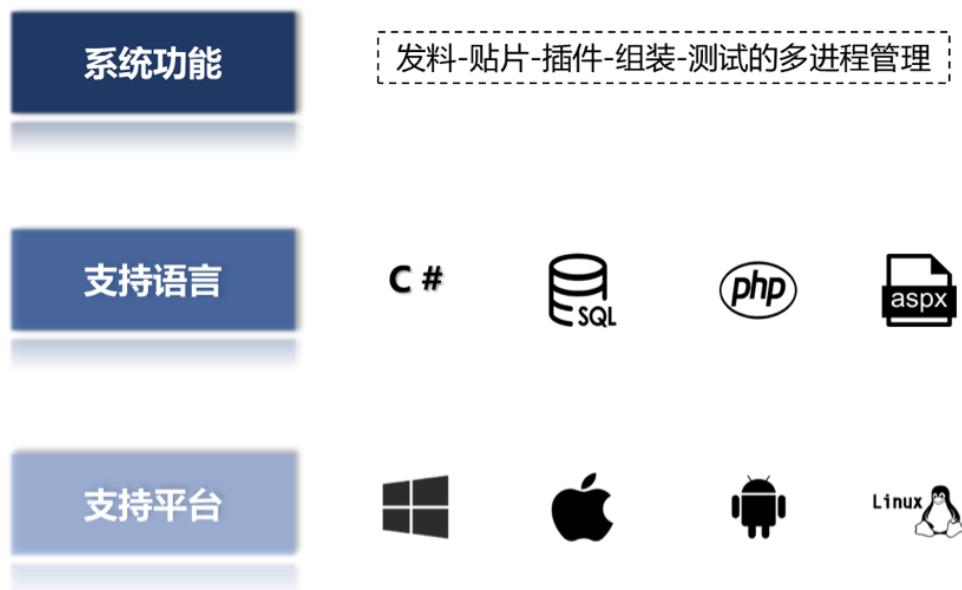 系统功能
发料-贴片-插件-组装-测试的多进程管理
支持语言
C #
SQL
php
aspx
支持平台
Linux